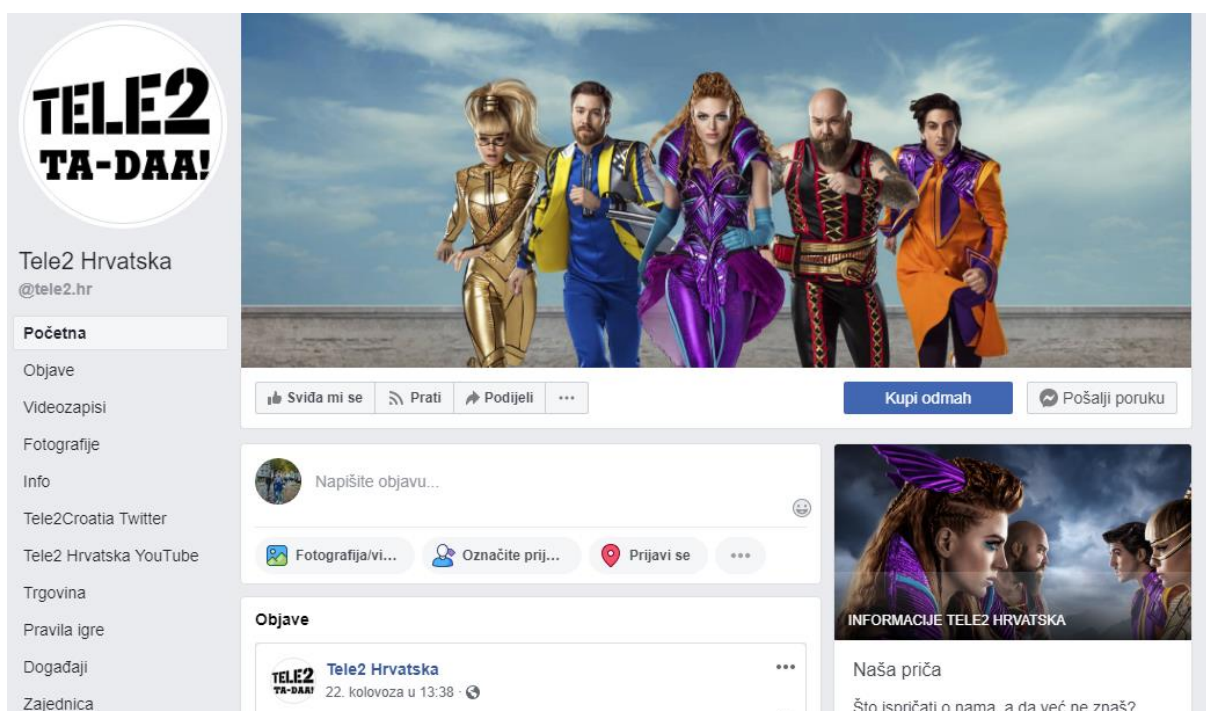 TELE2
TA-DAA!
Tele2 Hrvatska
@tele2.hr
Početna
Objave
Videozapisi
Fotografije
Info
Tele2Croatia Twitter
Tele2 Hrvatska YouTube
Trgovina
Pravila igre
Događaji
Zajednica
Sviđa mi se
Prati
Podijeli
...
Kupi odmah
Pošalji poruku
Napišite objavu...
Fotografija/vi...
Označite prij...
Prijavi se
...
Objave
TELE2
TA-DAA!
Tele2 Hrvatska
...
22. kolovoza u 13:38 ·
INFORMACIJE TELE2 HRVATSKA
Naša priča
Što ispričati o nama, a da već ne znaš?